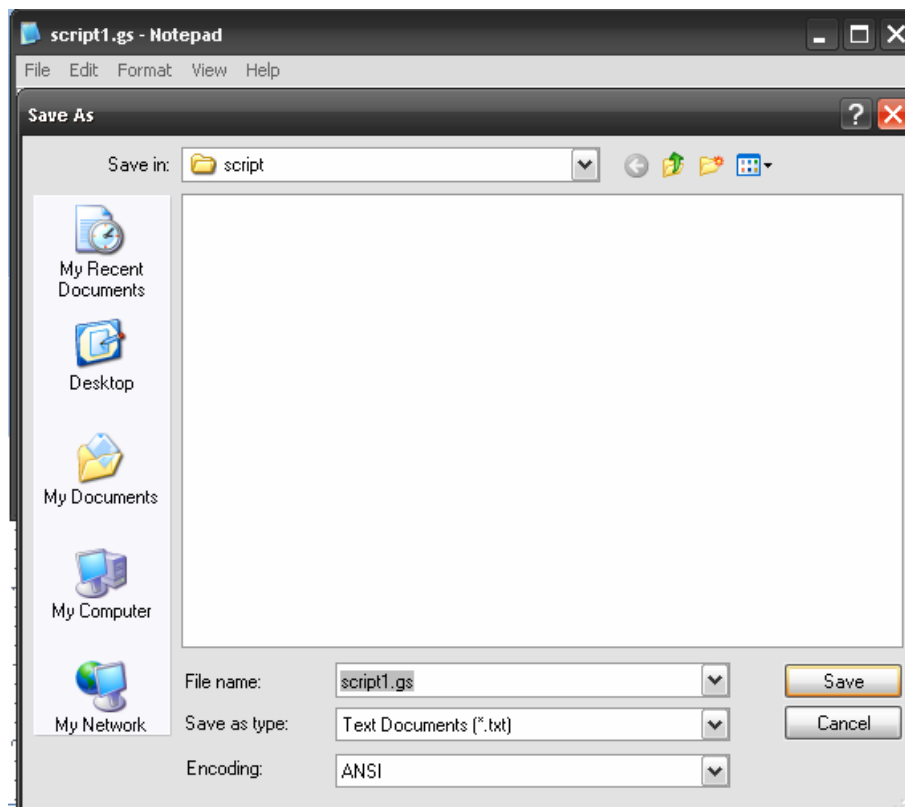 script1.gs - Notepad
File Edit Format View Help
Save As
Save in: script
My Recent
Documents
Desktop
My Documents
My Computer
My Network
File name: script1.gs Save
Save as type: Text Documents (*.txt) Cancel
Encoding: ANSI